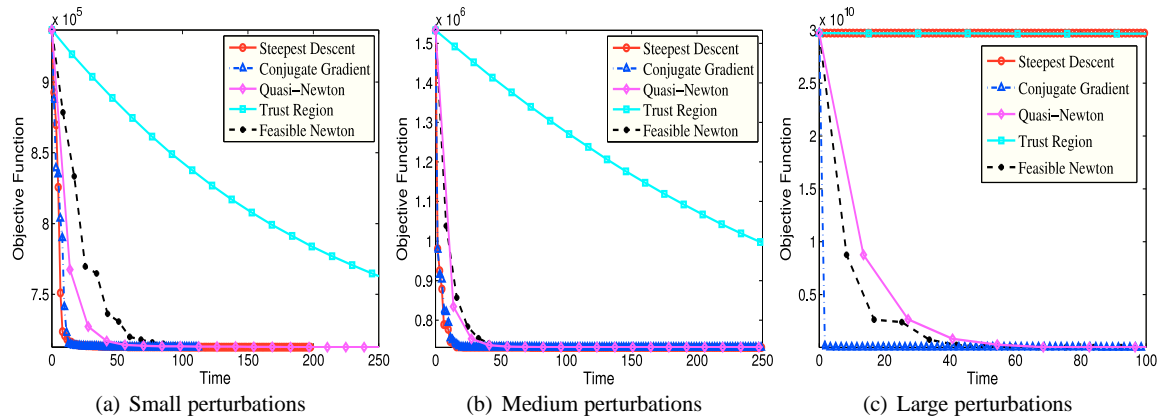 x 10^5
9.5
8.5
7.5
Objective Function
0 50 100 150 200 250
Time
Steepest Descent
Conjugate Gradient
Quasi−Newton
Trust Region
Feasible Newton
(a) Small perturbations
x 10^6
1.5
1.4
1.3
1.2
1.1
1
0.9
0.8
Objective Function
0 50 100 150 200 250
Time
Steepest Descent
Conjugate Gradient
Quasi−Newton
Trust Region
Feasible Newton
(b) Medium perturbations
x 10^10
3
2.5
2
1.5
1
0.5
Objective Function
0 20 40 60 80 100
Time
Steepest Descent
Conjugate Gradient
Quasi−Newton
Trust Region
Feasible Newton
(c) Large perturbations